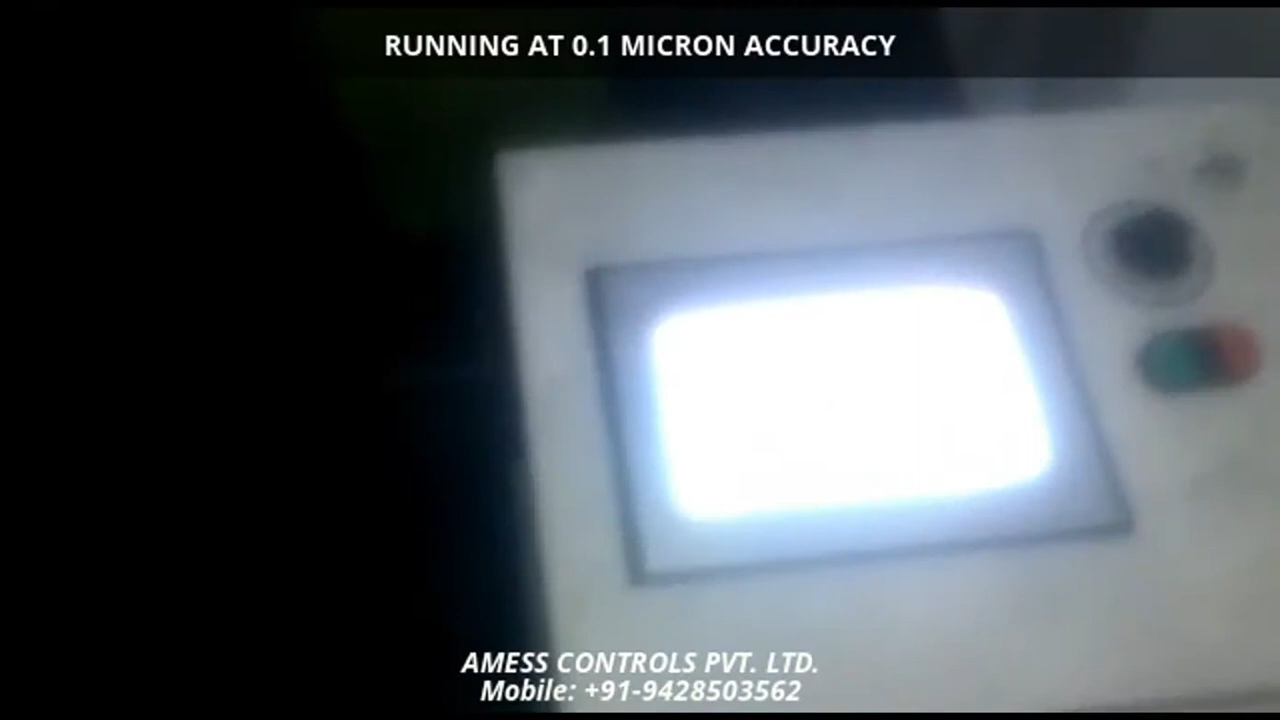 RUNNING AT 0.1 MICRON ACCURACY
AMESS CONTROLS PVT. LTD.
Mobile: +91-9428503562